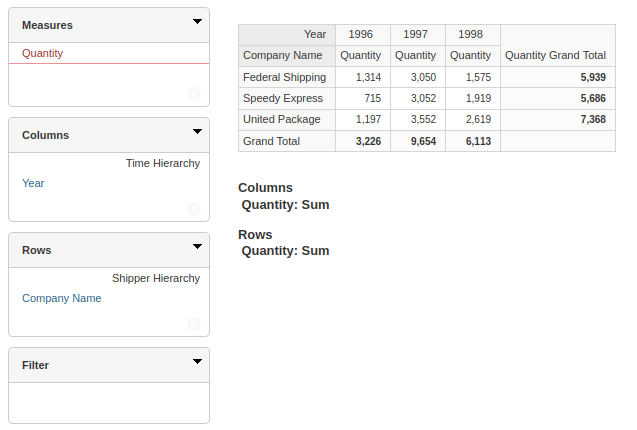 Measures
Quantity
Columns
Time Hierarchy
Year
Rows
Shipper Hierarchy
Company Name
Filter
Year 1996 1997 1998
Company Name Quantity Quantity Quantity Quantity Grand Total
Federal Shipping 1,314 3,050 1,575 5,939
Speedy Express 715 3,052 1,919 5,686
United Package 1,197 3,552 2,619 7,368
Grand Total 3,226 9,654 6,113
Columns
Quantity: Sum
Rows
Quantity: Sum